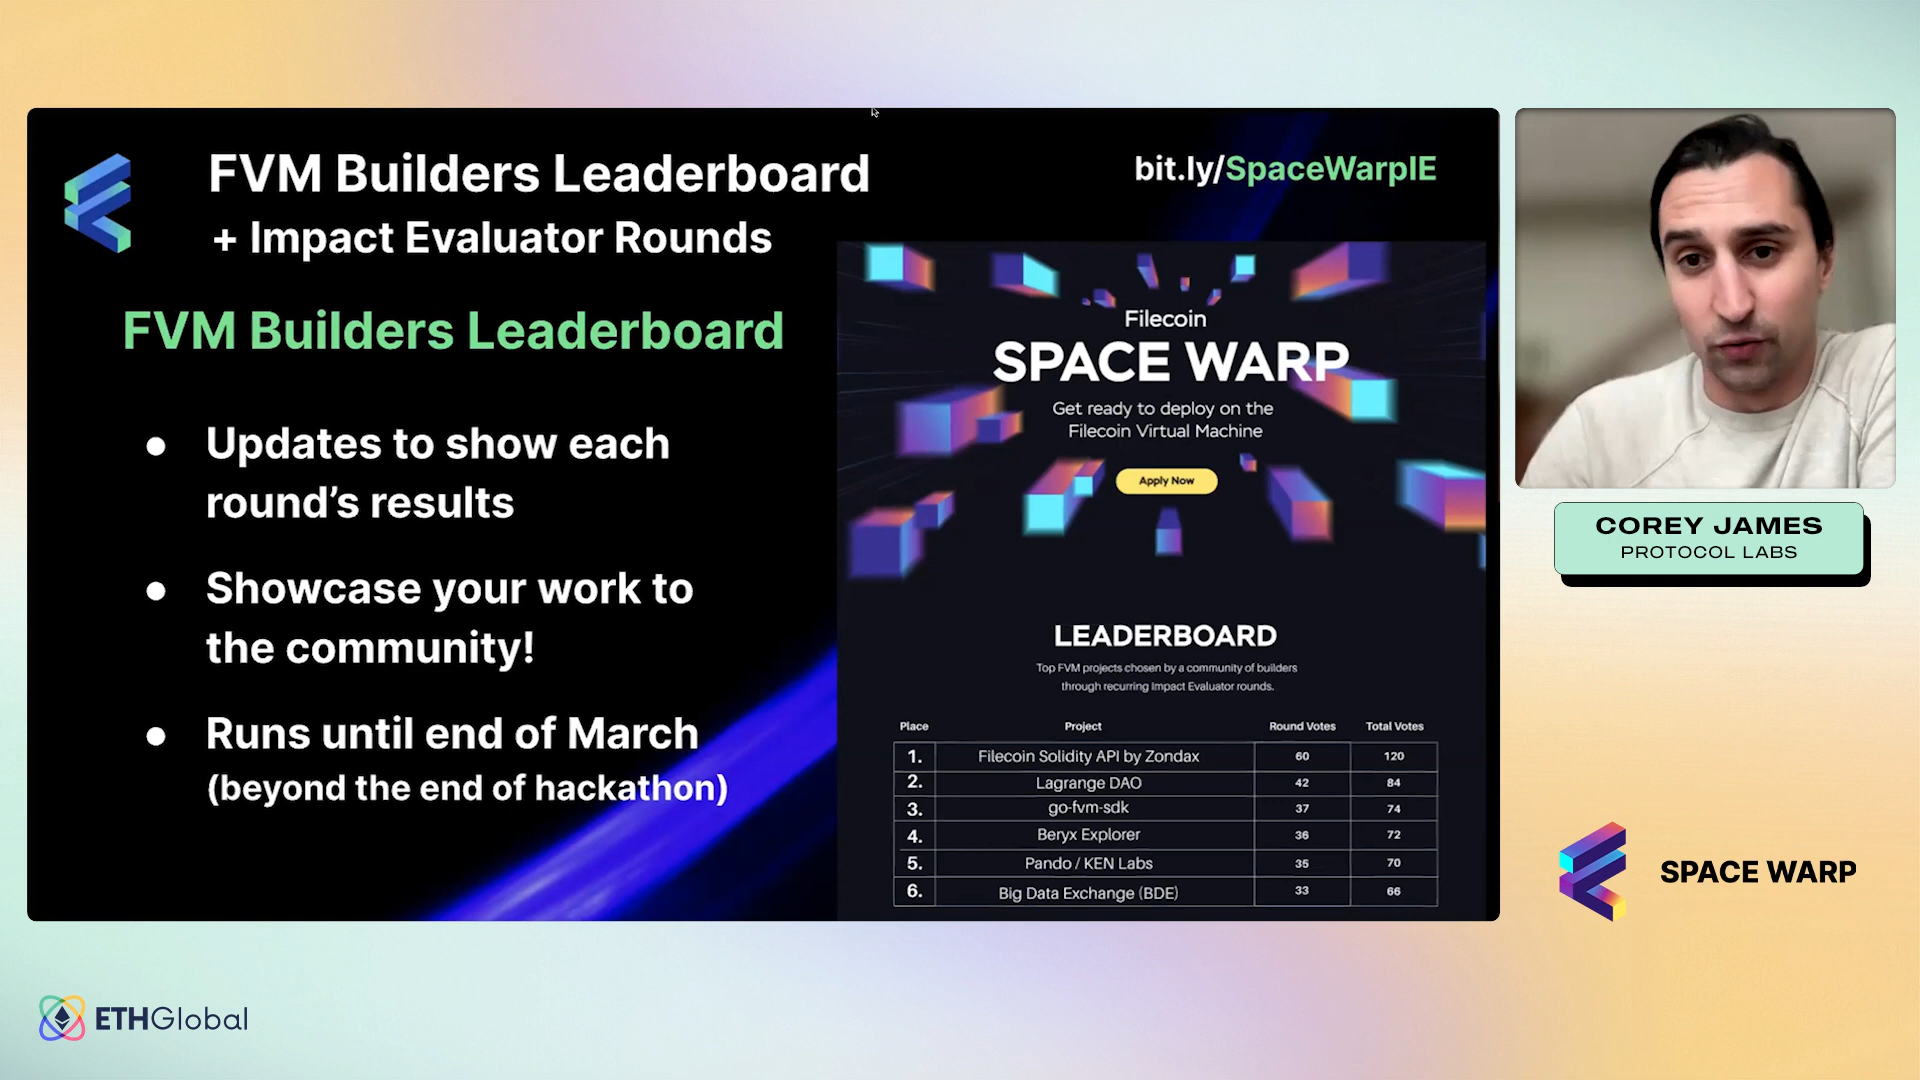 FVM Builders Leaderboard
+ Impact Evaluator Rounds
bit.ly/SpaceWarpIE
FVM Builders Leaderboard
● Updates to show each
round’s results
● Showcase your work to
the community!
● Runs until end of March
(beyond the end of hackathon)
Filecoin
SPACE WARP
Get ready to deploy on the
Filecoin Virtual Machine
Apply Now
LEADERBOARD
Top FVM projects chosen by a community of builders
through recurring Impact Evaluator rounds.
Place Project Round Votes Total Votes
1. Filecoin Solidity API by Zondax 60 120
2. Lagrange DAO 42 84
3. go-fvm-sdk 37 74
4. Beryx Explorer 36 72
5. Pando / KEN Labs 35 70
6. Big Data Exchange (BDE) 33 66
COREY JAMES
PROTOCOL LABS
SPACE WARP
ETHGlobal